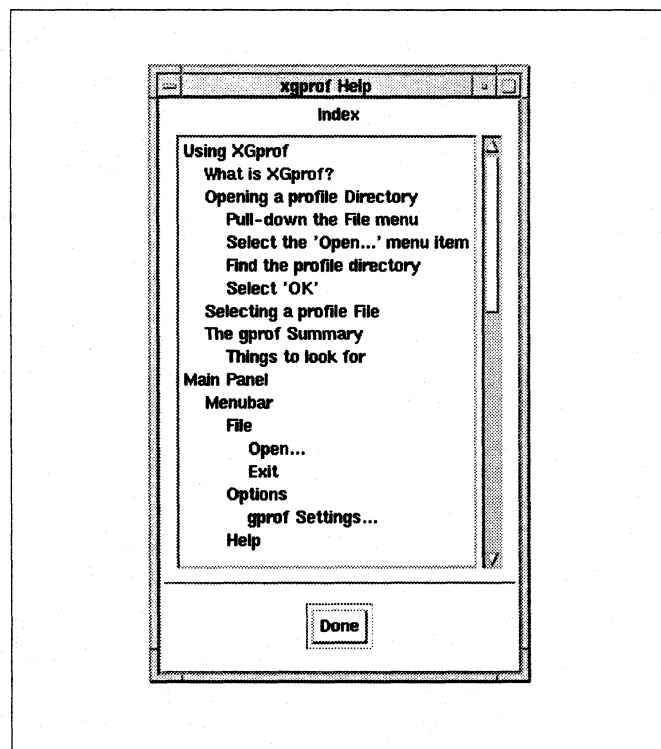 xgprof Help
Index
Using XGprof
What is XGprof?
Opening a profile Directory
Pull-down the File menu
Select the 'Open...' menu item
Find the profile directory
Select 'OK'
Selecting a profile File
The gprof Summary
Things to look for
Main Panel
Menubar
File
Open...
Exit
Options
gprof Settings...
Help
Done